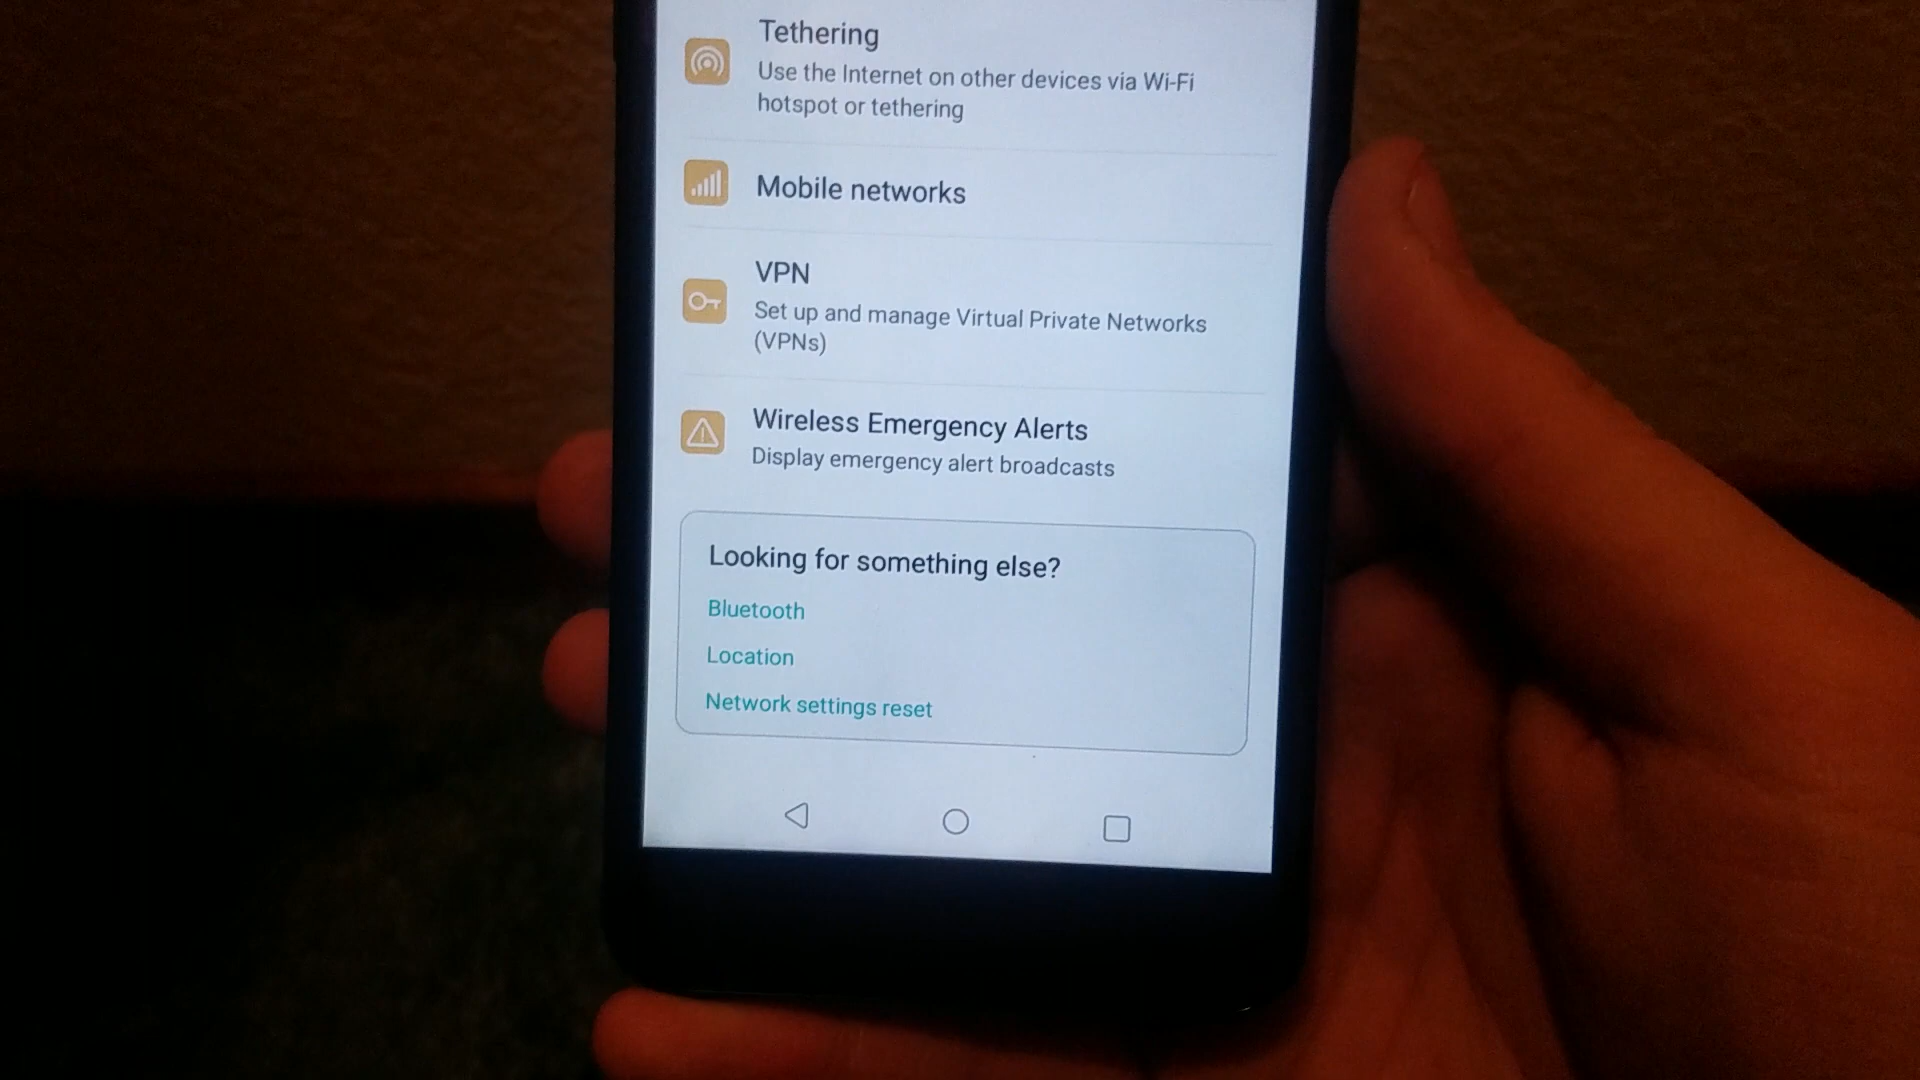 Tethering
Use the Internet on other devices via Wi-Fi
hotspot or tethering
Mobile networks
VPN
Set up and manage Virtual Private Networks
(VPNs)
Wireless Emergency Alerts
Display emergency alert broadcasts
Looking for something else?
Bluetooth
Location
Network settings reset